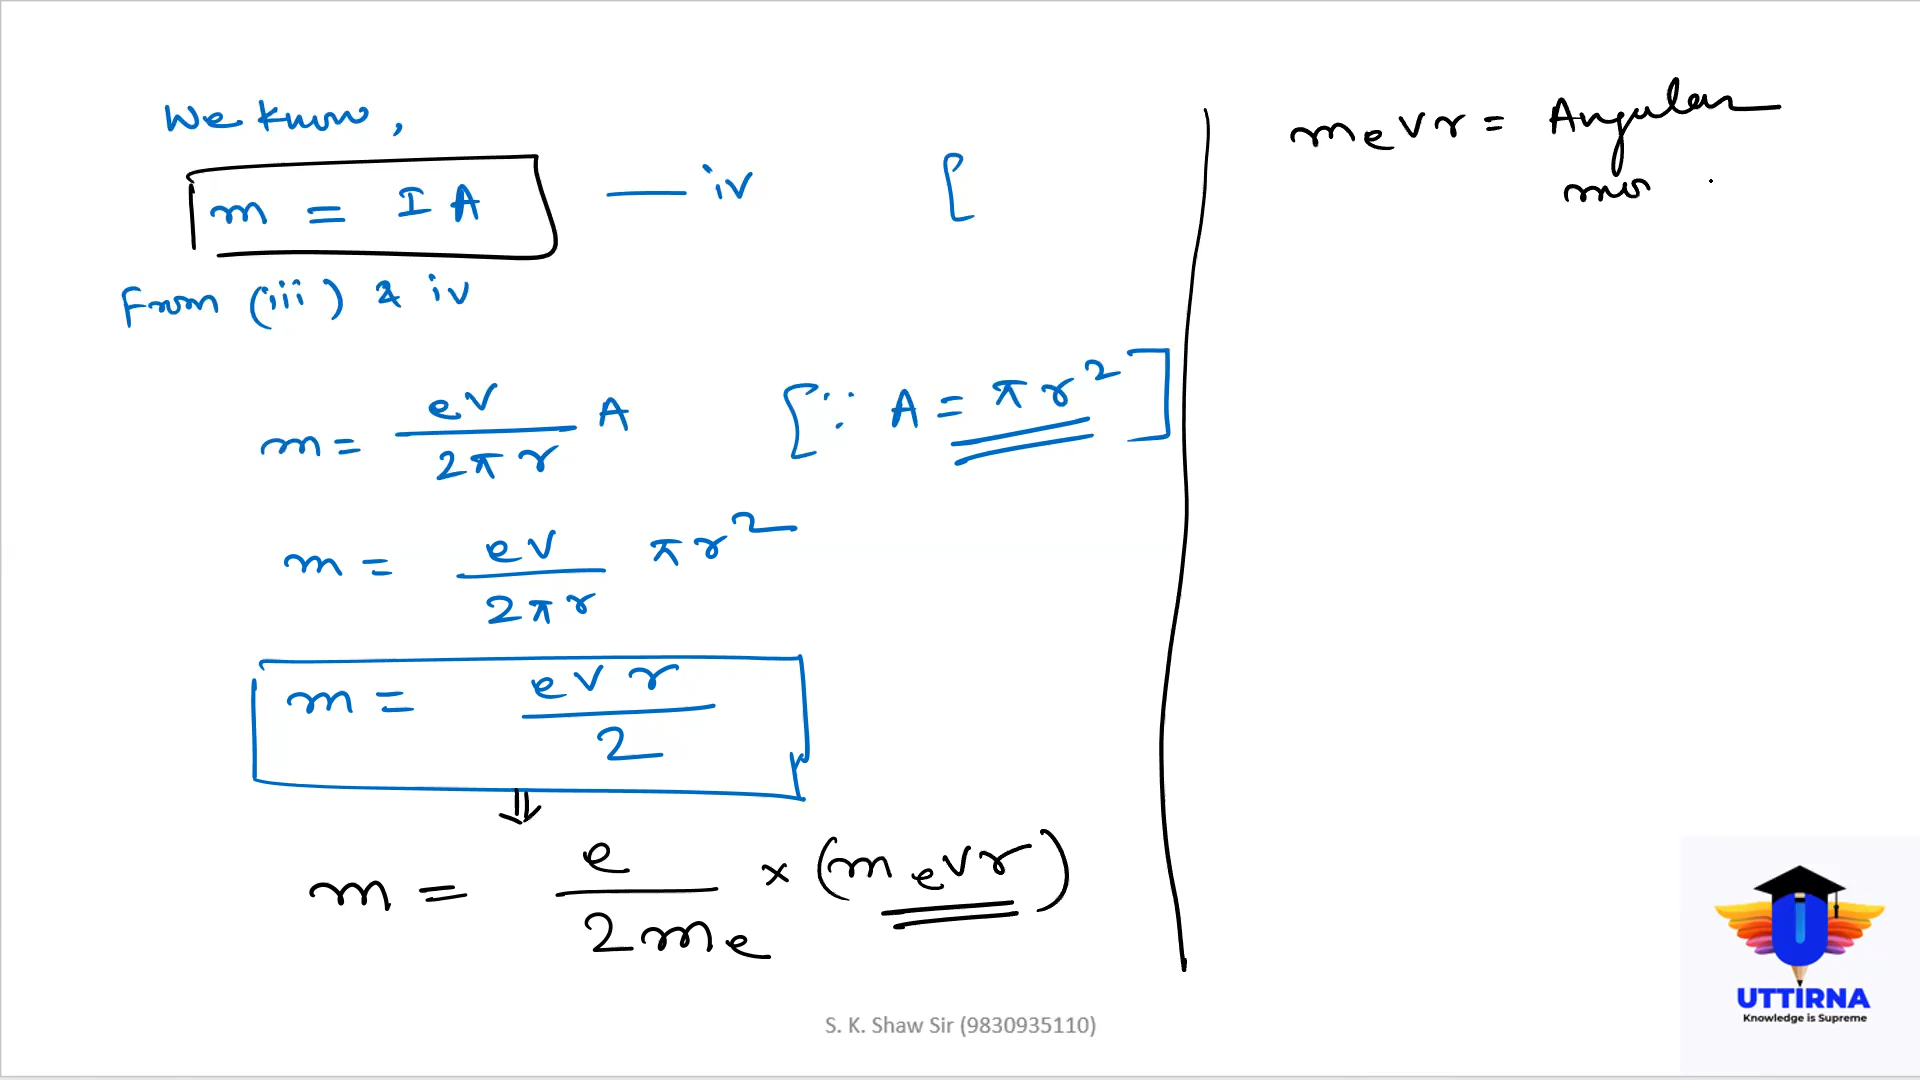 We know,
m = I A — iv [
From (iii) & iv
m = ev / 2πr A [∵ A = πr²]
m = ev / 2πr πr²
m = evr / 2
⇓
m = e / 2mₑ × (mₑvr)
mₑvr = Angular
mo
UTTIRNA
Knowledge is Supreme
S. K. Shaw Sir (9830935110)